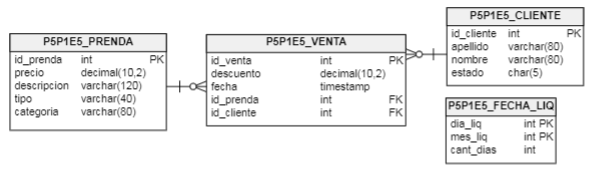 P5P1E5_PRENDA
id_prenda int PK
precio decimal(10,2)
descripcion varchar(120)
tipo varchar(40)
categoria varchar(80)
P5P1E5_VENTA
id_venta int PK
descuento decimal(10,2)
fecha timestamp
id_prenda int FK
id_cliente int FK
P5P1E5_CLIENTE
id_cliente int PK
apellido varchar(80)
nombre varchar(80)
estado char(5)
P5P1E5_FECHA_LIQ
dia_liq int PK
mes_liq int PK
cant_dias int